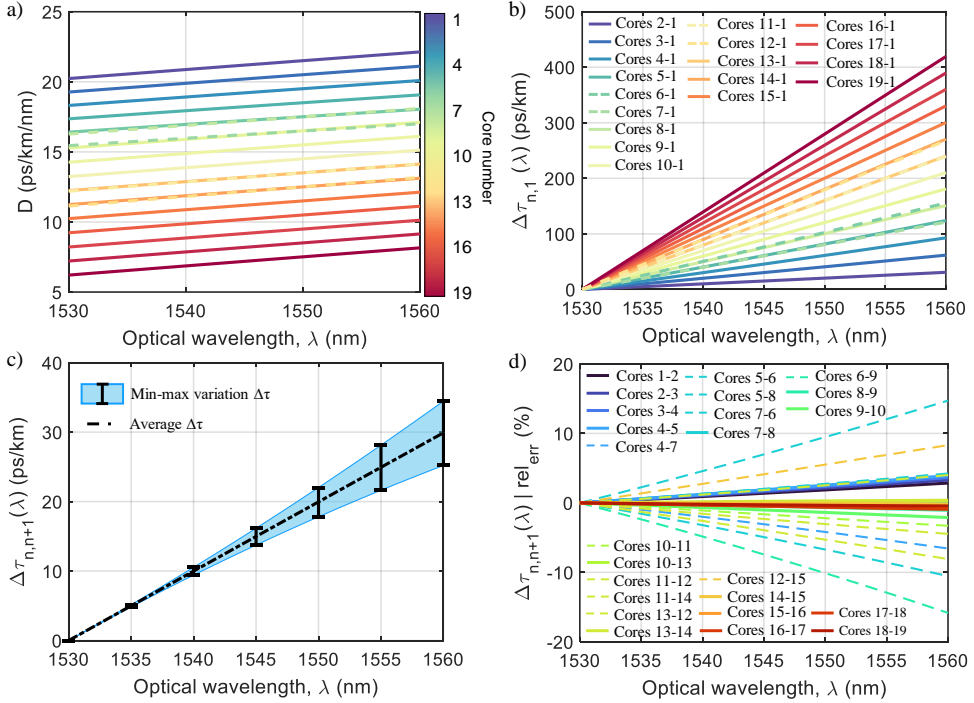 a)
25
20
15
10
5
D (ps/km/nm)
1530
1540
1550
1560
Optical wavelength, λ (nm)
1
4
7
10
13
16
19
Core number
b)
500
400
300
200
100
0
Δτn,1 (λ) (ps/km)
Cores 2-1
Cores 3-1
Cores 4-1
Cores 5-1
Cores 6-1
Cores 7-1
Cores 8-1
Cores 9-1
Cores 10-1
Cores 11-1
Cores 12-1
Cores 13-1
Cores 14-1
Cores 15-1
Cores 16-1
Cores 17-1
Cores 18-1
Cores 19-1
1530
1535
1540
1545
1550
1555
1560
Optical wavelength, λ (nm)
c)
40
30
20
10
0
Δτn,n+1 (λ) (ps/km)
Min-max variation Δτ
Average Δτ
1530
1535
1540
1545
1550
1555
1560
Optical wavelength, λ (nm)
d)
20
10
0
-10
-20
Δτn,n+1 (λ) | relerr (%)
Cores 1-2
Cores 2-3
Cores 3-4
Cores 4-5
Cores 4-7
Cores 5-6
Cores 5-8
Cores 7-6
Cores 7-8
Cores 6-9
Cores 8-9
Cores 9-10
Cores 10-11
Cores 10-13
Cores 11-12
Cores 11-14
Cores 13-12
Cores 13-14
Cores 12-15
Cores 14-15
Cores 15-16
Cores 16-17
Cores 17-18
Cores 18-19
1530
1535
1540
1545
1550
1555
1560
Optical wavelength, λ (nm)